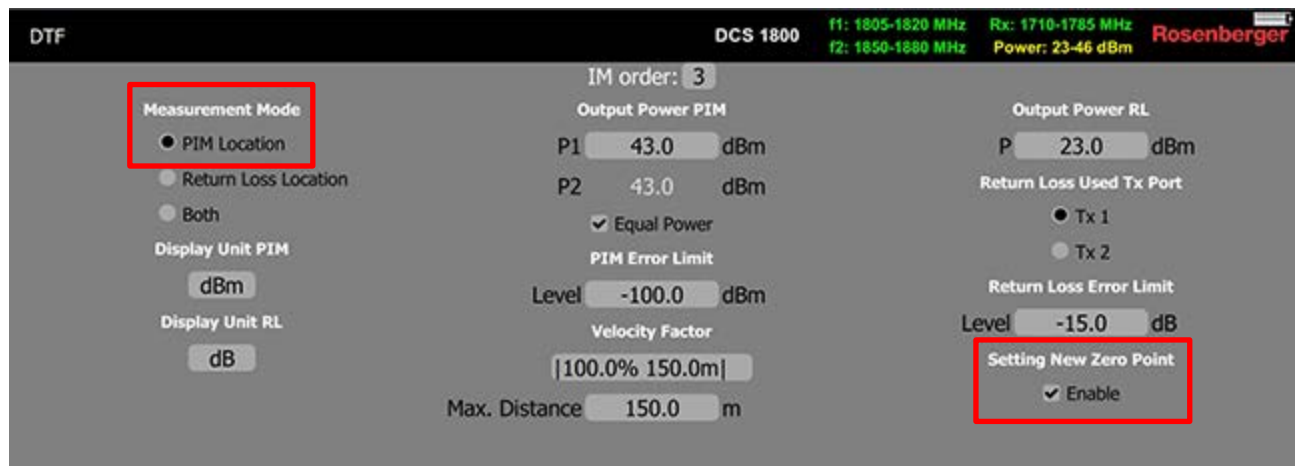 DTF
DCS 1800
f1: 1805-1820 MHz Rx: 1710-1785 MHz
f2: 1850-1880 MHz Power: 23-46 dBm
Rosenberger
IM order: 3
Measurement Mode
PIM Location
Return Loss Location
Both
Display Unit PIM
dBm
Display Unit RL
dB
Output Power PIM
P1 43.0 dBm
P2 43.0 dBm
Equal Power
PIM Error Limit
Level -100.0 dBm
Velocity Factor
|100.0% 150.0m|
Max. Distance 150.0 m
Output Power RL
P 23.0 dBm
Return Loss Used Tx Port
Tx 1
Tx 2
Return Loss Error Limit
Level -15.0 dB
Setting New Zero Point
Enable